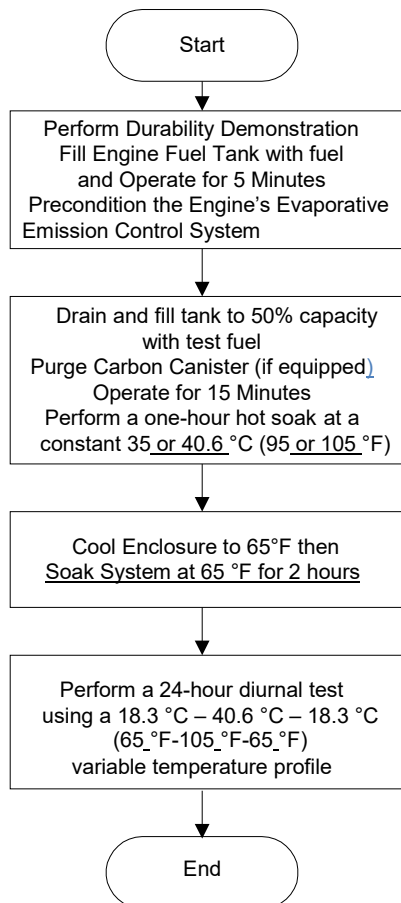 Start
Perform Durability Demonstration
Fill Engine Fuel Tank with fuel
and Operate for 5 Minutes
Precondition the Engine’s Evaporative
Emission Control System
Drain and fill tank to 50% capacity
with test fuel
Purge Carbon Canister (if equipped)
Operate for 15 Minutes
Perform a one-hour hot soak at a
constant 35 or 40.6 °C (95 or 105 °F)
Cool Enclosure to 65°F then
Soak System at 65 °F for 2 hours
Perform a 24-hour diurnal test
using a 18.3 °C – 40.6 °C – 18.3 °C
(65 °F-105 °F-65 °F)
variable temperature profile
End